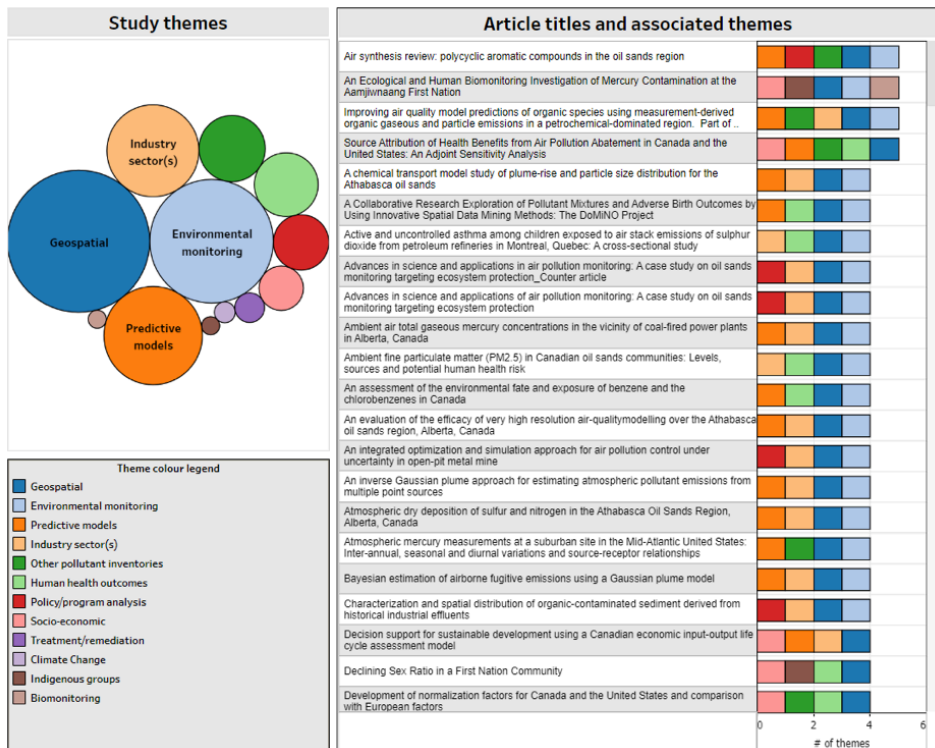 Study themes
Industry
sector(s)
Geospatial
Environmental
monitoring
Predictive
models
Theme colour legend
Geospatial
Environmental monitoring
Predictive models
Industry sector(s)
Other pollutant inventories
Human health outcomes
Policy/program analysis
Socio-economic
Treatment/remediation
Climate Change
Indigenous groups
Biomonitoring
Article titles and associated themes
Air synthesis review: polycyclic aromatic compounds in the oil sands region
An Ecological and Human Biomonitoring Investigation of Mercury Contamination at the
Aamjiwnaang First Nation
Improving air quality model predictions of organic species using measurement-derived
organic gaseous and particle emissions in a petrochemical-dominated region. Part of ..
Source Attribution of Health Benefits from Air Pollution Abatement in Canada and the
United States: An Adjoint Sensitivity Analysis
A chemical transport model study of plume-rise and particle size distribution for the
Athabasca oil sands
A Collaborative Research Exploration of Pollutant Mixtures and Adverse Birth Outcomes by
Using Innovative Spatial Data Mining Methods: The DoMiNO Project
Active and uncontrolled asthma among children exposed to air stack emissions of sulphur
dioxide from petroleum refineries in Montreal, Quebec: A cross-sectional study
Advances in science and applications in air pollution monitoring: A case study on oil sands
monitoring targeting ecosystem protection_Counter article
Advances in science and applications of air pollution monitoring: A case study on oil sands
monitoring targeting ecosystem protection
Ambient air total gaseous mercury concentrations in the vicinity of coal-fired power plants
in Alberta, Canada
Ambient fine particulate matter (PM2.5) in Canadian oil sands communities: Levels,
sources and potential human health risk
An assessment of the environmental fate and exposure of benzene and the
chlorobenzenes in Canada
An evaluation of the efficacy of very high resolution air-qualitymodelling over the Athabasca
oil sands region, Alberta, Canada
An integrated optimization and simulation approach for air pollution control under
uncertainty in open-pit metal mine
An inverse Gaussian plume approach for estimating atmospheric pollutant emissions from
multiple point sources
Atmospheric dry deposition of sulfur and nitrogen in the Athabasca Oil Sands Region,
Alberta, Canada
Atmospheric mercury measurements at a suburban site in the Mid-Atlantic United States:
Inter-annual, seasonal and diurnal variations and source-receptor relationships
Bayesian estimation of airborne fugitive emissions using a Gaussian plume model
Characterization and spatial distribution of organic-contaminated sediment derived from
historical industrial effluents
Decision support for sustainable development using a Canadian economic input-output life
cycle assessment model
Declining Sex Ratio in a First Nation Community
Development of normalization factors for Canada and the United States and comparison
with European factors
0 2 4 6
# of themes